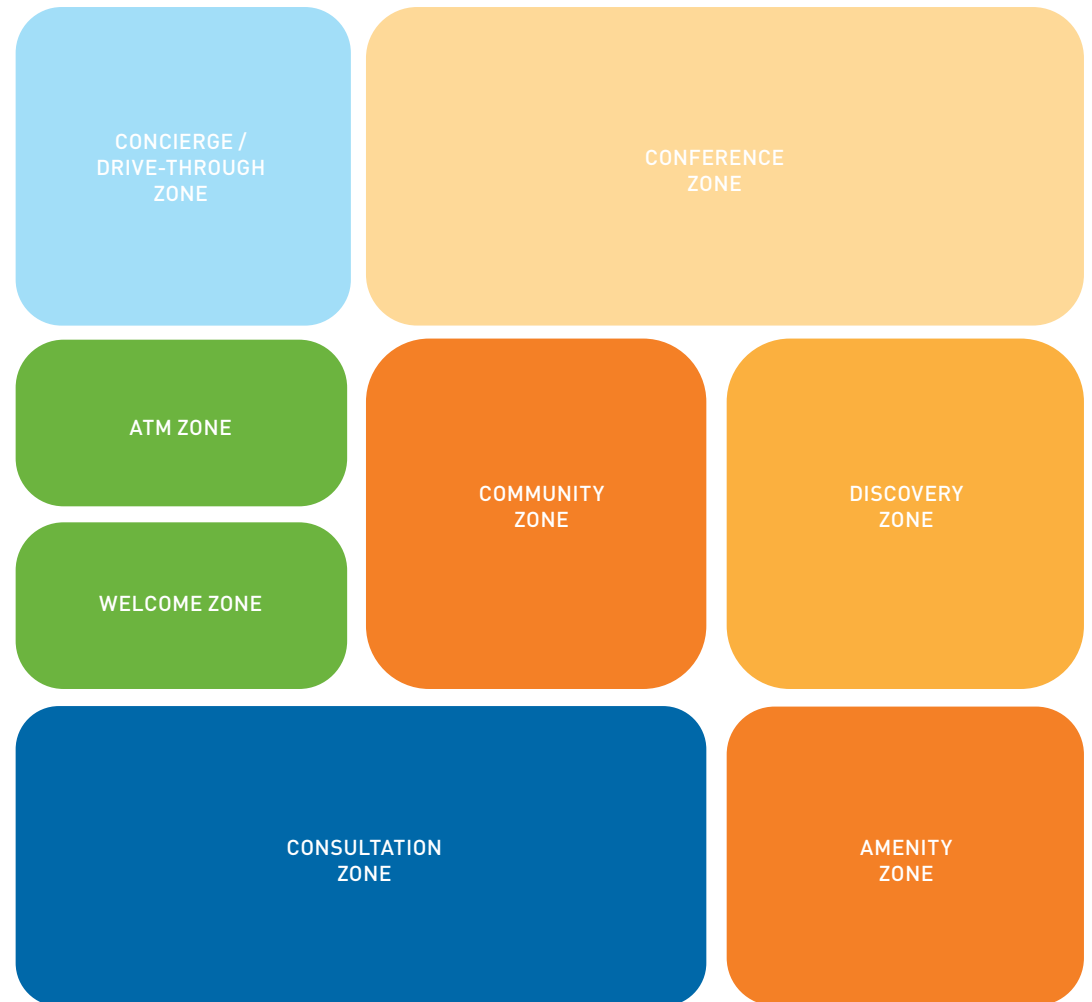 CONCIERGE /
DRIVE-THROUGH
ZONE
CONFERENCE
ZONE
ATM ZONE
COMMUNITY
ZONE
DISCOVERY
ZONE
WELCOME ZONE
CONSULTATION
ZONE
AMENITY
ZONE